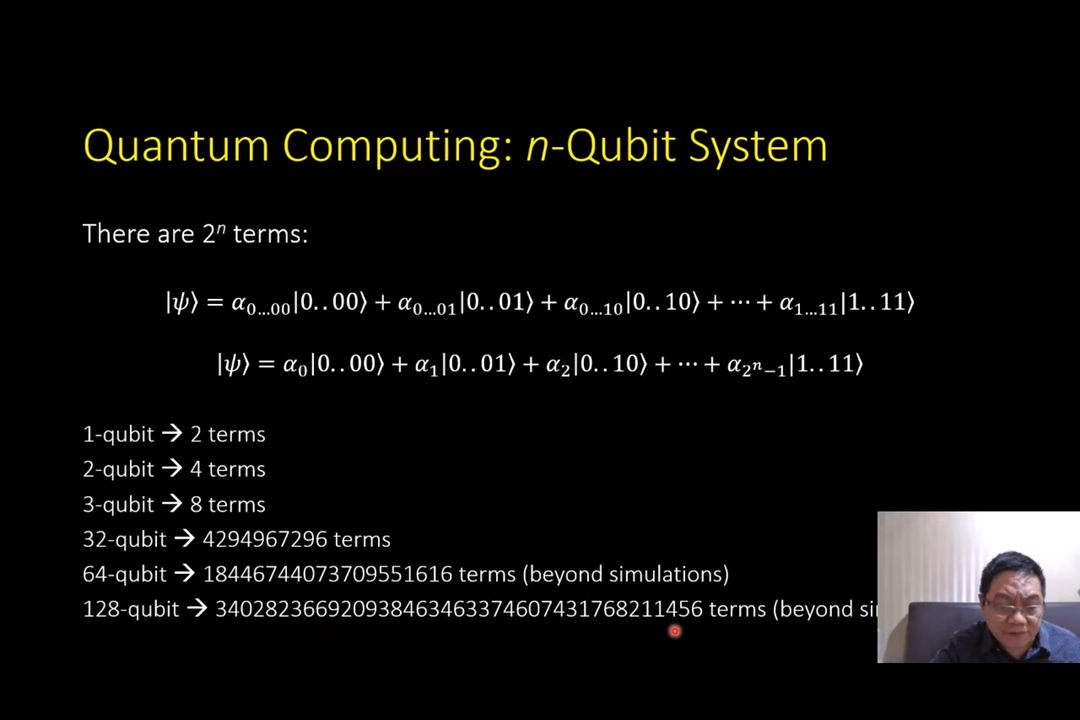 Quantum Computing: n-Qubit System
There are 2ⁿ terms:
|ψ⟩ = α₀…₀₀|0..00⟩ + α₀…₀₁|0..01⟩ + α₀…₁₀|0..10⟩ + ⋯ + α₁…₁₁|1..11⟩
|ψ⟩ = α₀|0..00⟩ + α₁|0..01⟩ + α₂|0..10⟩ + ⋯ + α_{2ⁿ−1}|1..11⟩
1-qubit → 2 terms
2-qubit → 4 terms
3-qubit → 8 terms
32-qubit → 4294967296 terms
64-qubit → 18446744073709551616 terms (beyond simulations)
128-qubit → 340282366920938463463374607431768211456 terms (beyond